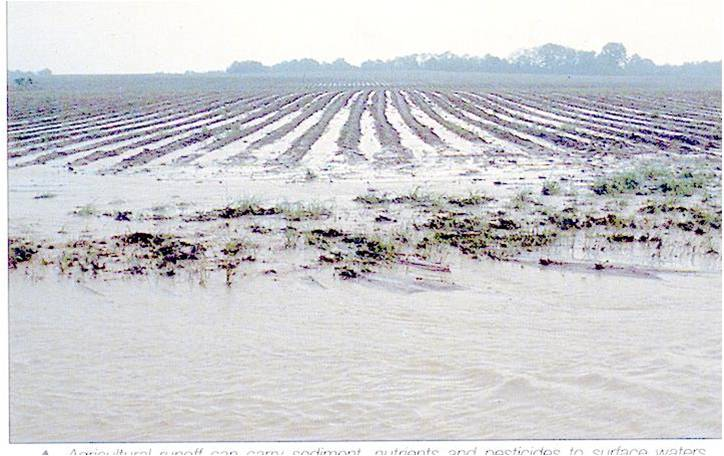 ▲ Agricultural runoff can carry sediment, nutrients and pesticides to surface waters.